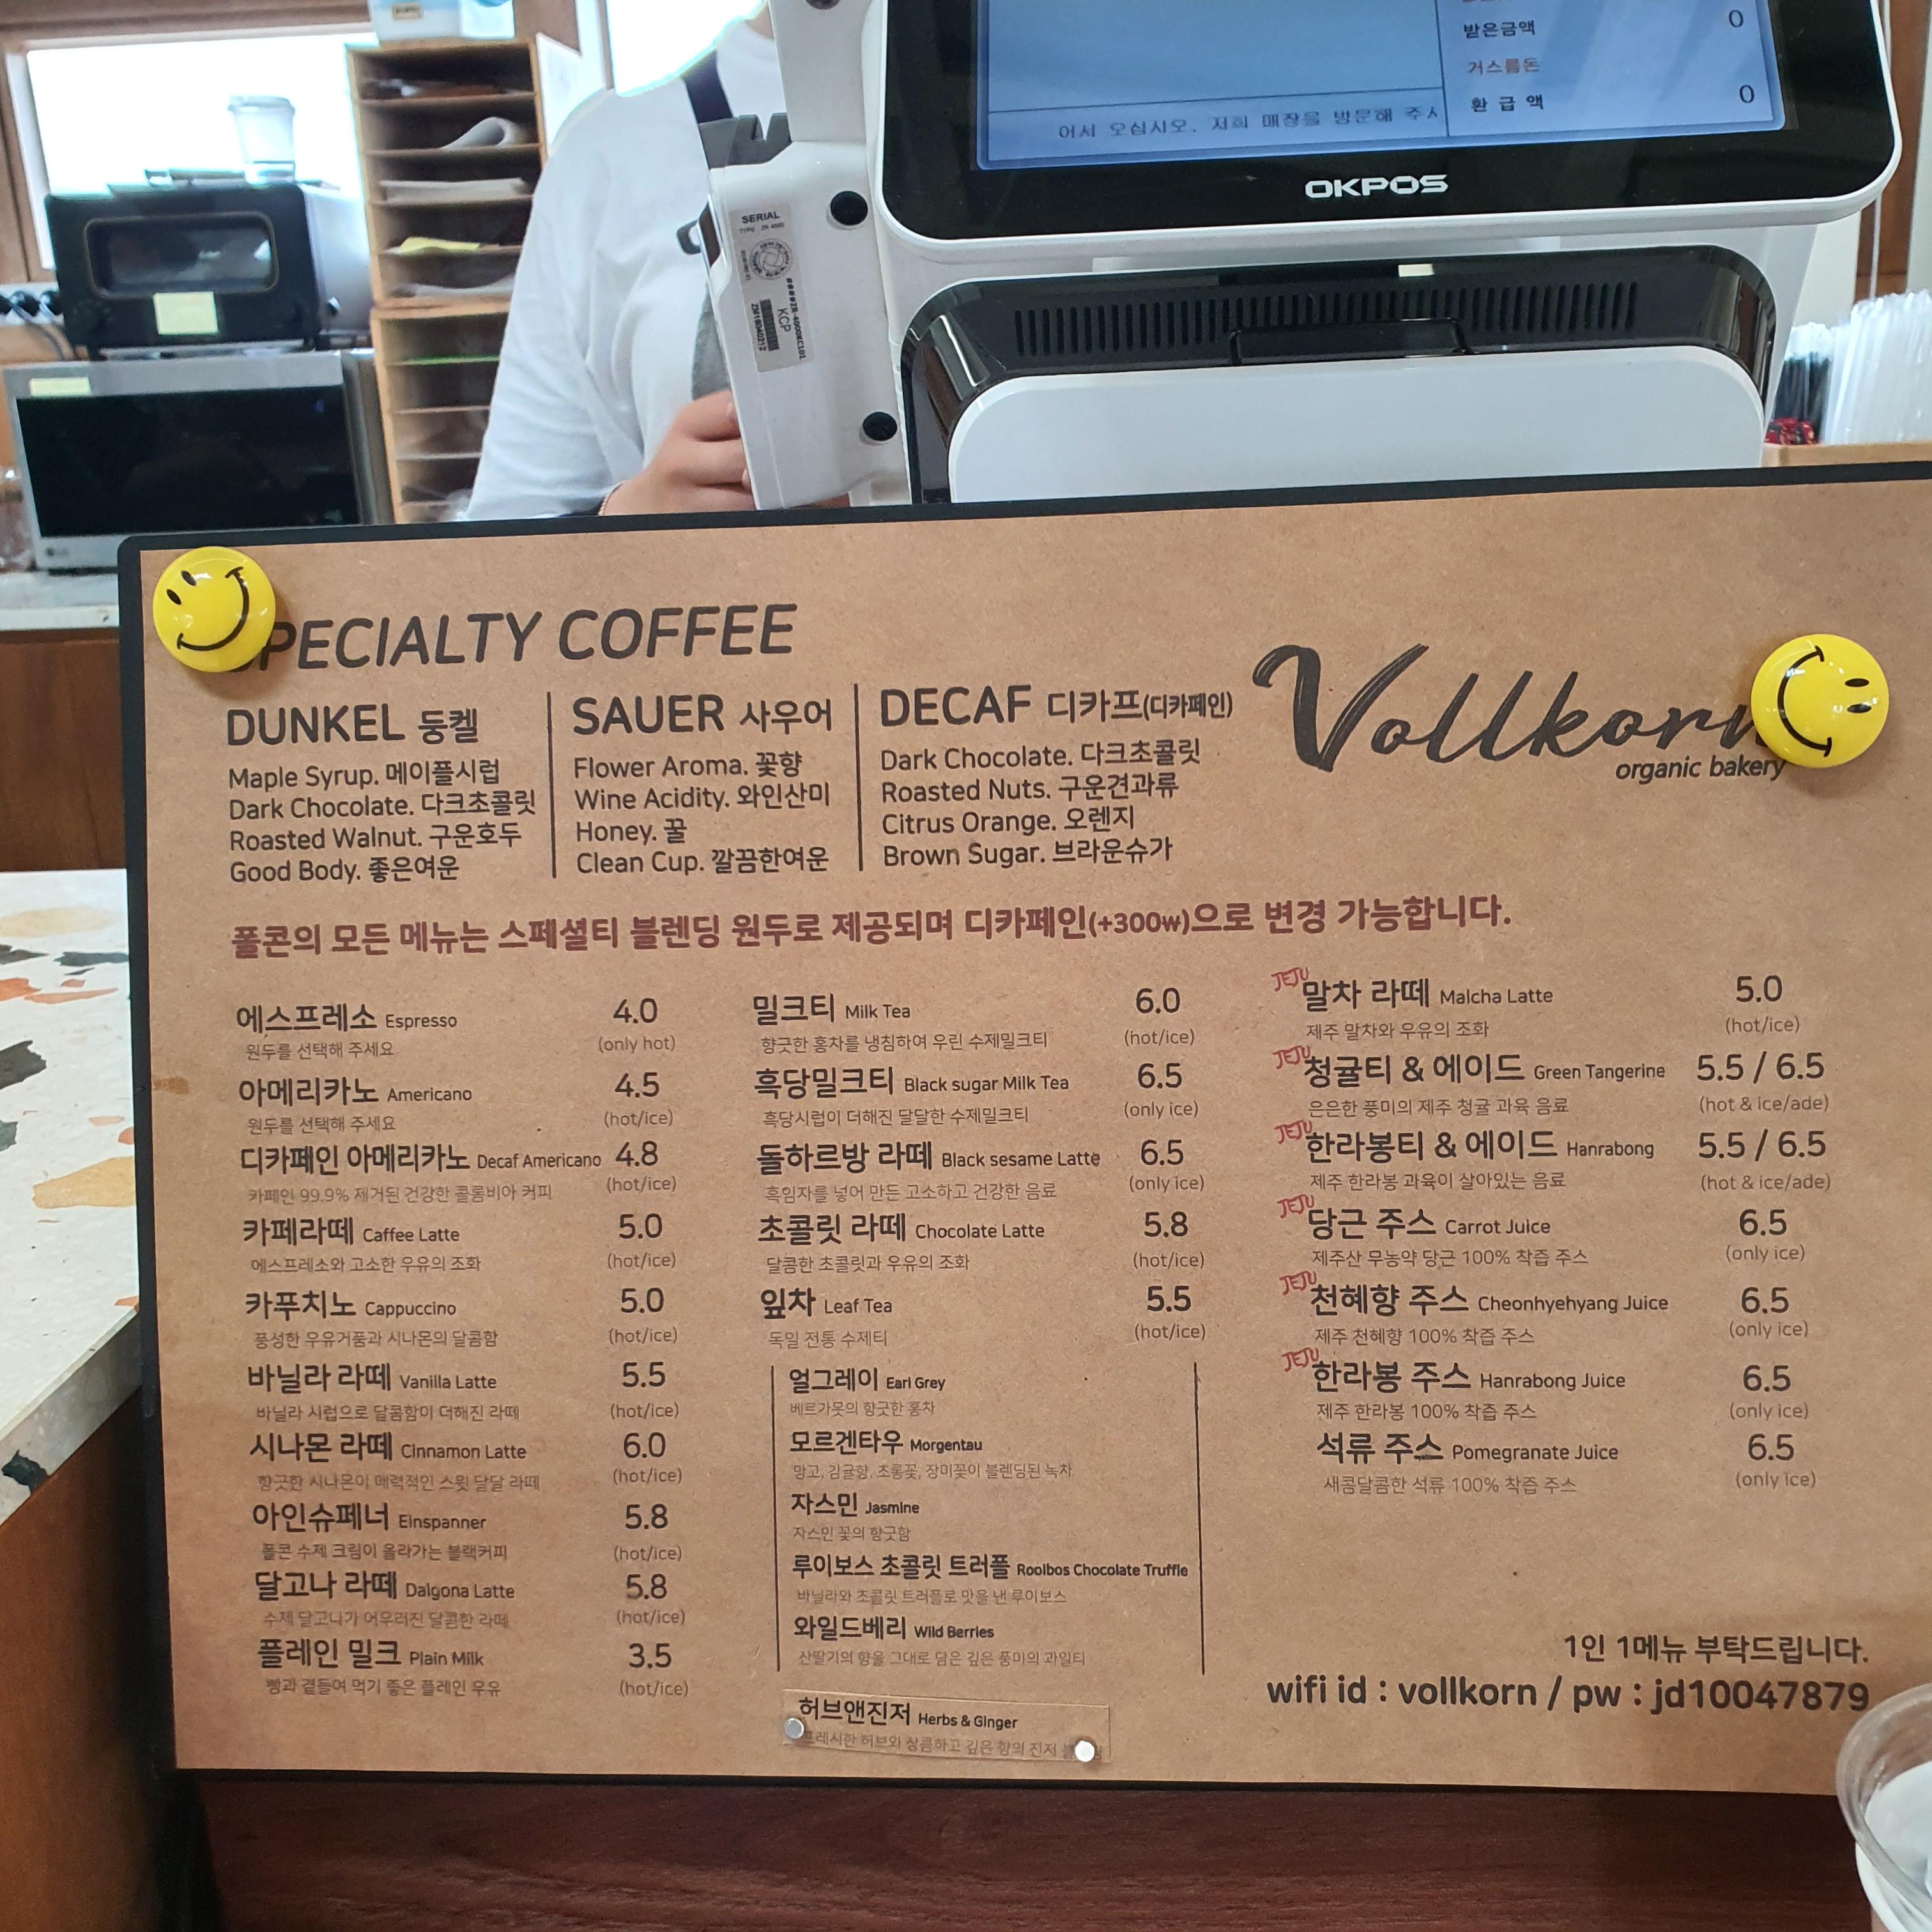 받은금액 0
거스름돈
환 급 액 0
어서 오십시오. 저희 매장을 방문해 주시
OKPOS
SERIAL
KCP
SPECIALTY COFFEE
Vollkorn
organic bakery
DUNKEL 둥켈
Maple Syrup. 메이플시럽
Dark Chocolate. 다크초콜릿
Roasted Walnut. 구운호두
Good Body. 좋은여운
SAUER 사우어
Flower Aroma. 꽃향
Wine Acidity. 와인산미
Honey. 꿀
Clean Cup. 깔끔한여운
DECAF 디카프(디카페인)
Dark Chocolate. 다크초콜릿
Roasted Nuts. 구운견과류
Citrus Orange. 오렌지
Brown Sugar. 브라운슈가
폴콘의 모든 메뉴는 스페셜티 블렌딩 원두로 제공되며 디카페인(+300₩)으로 변경 가능합니다.
에스프레소 Espresso 4.0
원두를 선택해 주세요 (only hot)
아메리카노 Americano 4.5
원두를 선택해 주세요 (hot/ice)
디카페인 아메리카노 Decaf Americano 4.8
카페인 99.9% 제거된 건강한 콜롬비아 커피 (hot/ice)
카페라떼 Caffee Latte 5.0
에스프레소와 고소한 우유의 조화 (hot/ice)
카푸치노 Cappuccino 5.0
풍성한 우유거품과 시나몬의 달콤함 (hot/ice)
바닐라 라떼 Vanilla Latte 5.5
바닐라 시럽으로 달콤함이 더해진 라떼 (hot/ice)
시나몬 라떼 Cinnamon Latte 6.0
향긋한 시나몬이 매력적인 스윗 달달 라떼 (hot/ice)
아인슈페너 Einspanner 5.8
폴콘 수제 크림이 올라가는 블랙커피 (hot/ice)
달고나 라떼 Dalgona Latte 5.8
수제 달고나가 어우러진 달콤한 라떼 (hot/ice)
플레인 밀크 Plain Milk 3.5
빵과 곁들여 먹기 좋은 플레인 우유 (hot/ice)
밀크티 Milk Tea 6.0
향긋한 홍차를 냉침하여 우린 수제밀크티 (hot/ice)
흑당밀크티 Black sugar Milk Tea 6.5
흑당시럽이 더해진 달달한 수제밀크티 (only ice)
돌하르방 라떼 Black sesame Latte 6.5
흑임자를 넣어 만든 고소하고 건강한 음료 (only ice)
초콜릿 라떼 Chocolate Latte 5.8
달콤한 초콜릿과 우유의 조화 (hot/ice)
잎차 Leaf Tea 5.5
독일 전통 수제티 (hot/ice)
얼그레이 Earl Grey
베르가못의 향긋한 홍차
모르겐타우 Morgentau
망고, 감귤향, 초롱꽃, 장미꽃이 블렌딩된 녹차
자스민 Jasmine
자스민 꽃의 향긋함
루이보스 초콜릿 트러플 Rooibos Chocolate Truffle
바닐라와 초콜릿 트러플로 맛을 낸 루이보스
와일드베리 Wild Berries
산딸기의 향을 그대로 담은 깊은 풍미의 과일티
허브앤진저 Herbs & Ginger
프레시한 허브와 상큼하고 깊은 향의 진저
JEJU 말차 라떼 Malcha Latte 5.0
제주 말차와 우유의 조화 (hot/ice)
JEJU 청귤티 & 에이드 Green Tangerine 5.5 / 6.5
은은한 풍미의 제주 청귤 과육 음료 (hot & ice/ade)
JEJU 한라봉티 & 에이드 Hanrabong 5.5 / 6.5
제주 한라봉 과육이 살아있는 음료 (hot & ice/ade)
JEJU 당근 주스 Carrot Juice 6.5
제주산 무농약 당근 100% 착즙 주스 (only ice)
JEJU 천혜향 주스 Cheonhyehyang Juice 6.5
제주 천혜향 100% 착즙 주스 (only ice)
JEJU 한라봉 주스 Hanrabong Juice 6.5
제주 한라봉 100% 착즙 주스 (only ice)
석류 주스 Pomegranate Juice 6.5
새콤달콤한 석류 100% 착즙 주스 (only ice)
1인 1메뉴 부탁드립니다.
wifi id : vollkorn / pw : jd10047879